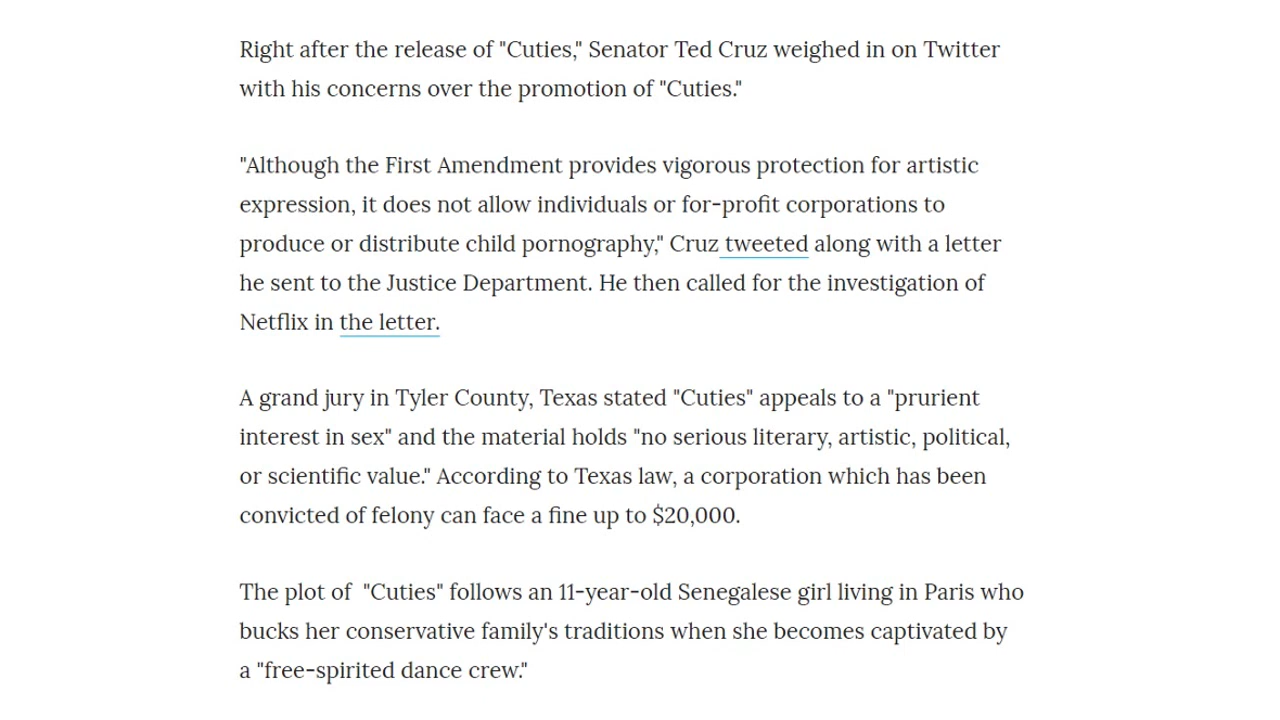 Right after the release of "Cuties," Senator Ted Cruz weighed in on Twitter
with his concerns over the promotion of "Cuties."
"Although the First Amendment provides vigorous protection for artistic
expression, it does not allow individuals or for-profit corporations to
produce or distribute child pornography," Cruz tweeted along with a letter
he sent to the Justice Department. He then called for the investigation of
Netflix in the letter.
A grand jury in Tyler County, Texas stated "Cuties" appeals to a "prurient
interest in sex" and the material holds "no serious literary, artistic, political,
or scientific value." According to Texas law, a corporation which has been
convicted of felony can face a fine up to $20,000.
The plot of  "Cuties" follows an 11-year-old Senegalese girl living in Paris who
bucks her conservative family's traditions when she becomes captivated by
a "free-spirited dance crew."